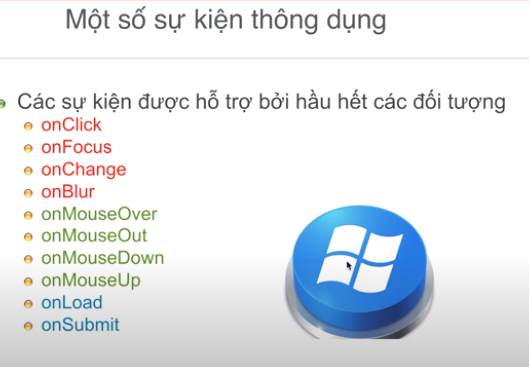 Một số sự kiện thông dụng
Các sự kiện được hỗ trợ bởi hầu hết các đối tượng
onClick
onFocus
onChange
onBlur
onMouseOver
onMouseOut
onMouseDown
onMouseUp
onLoad
onSubmit